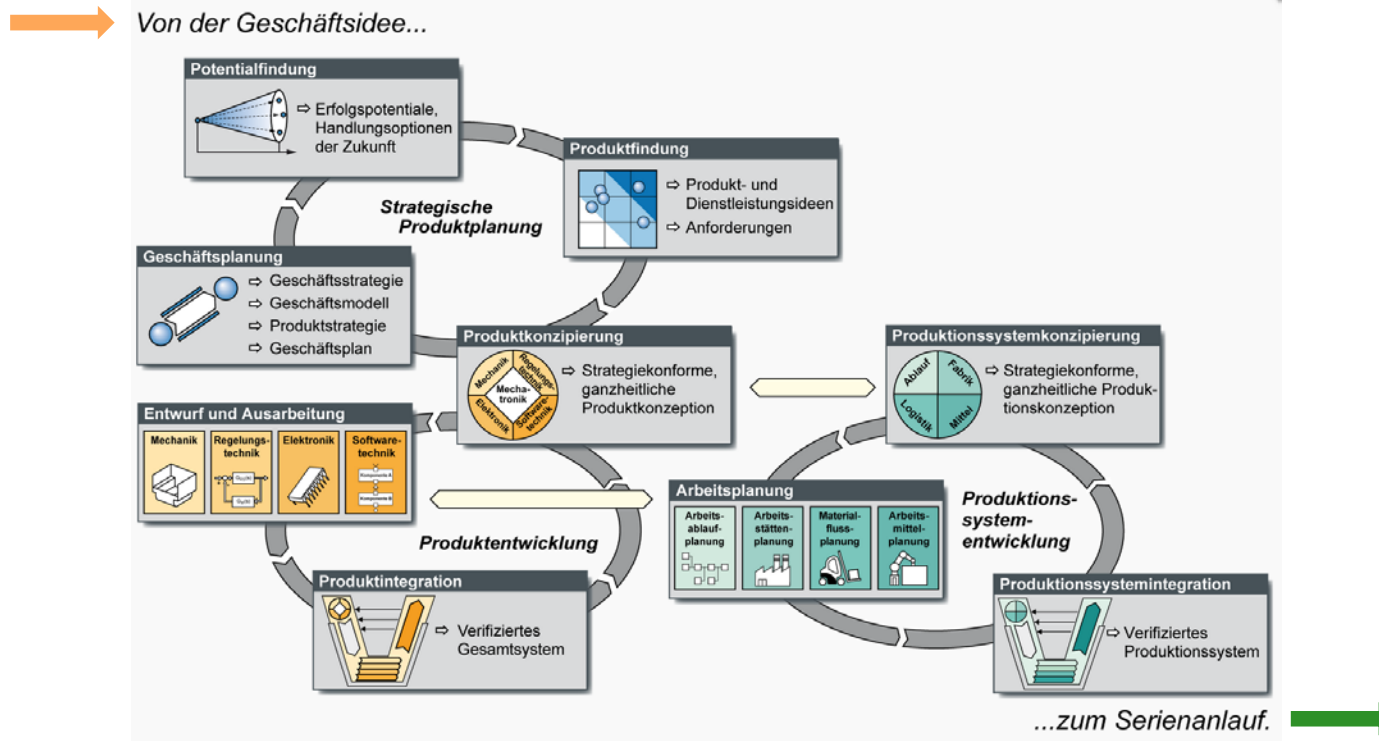 Von der Geschäftsidee...
Potentialfindung
⇨ Erfolgspotentiale,
Handlungsoptionen
der Zukunft
Produktfindung
⇨ Produkt- und
Dienstleistungsideen
⇨ Anforderungen
Strategische
Produktplanung
Geschäftsplanung
⇨ Geschäftsstrategie
⇨ Geschäftsmodell
⇨ Produktstrategie
⇨ Geschäftsplan
Produktkonzipierung
Mechanik
Regelungs-
technik
Mecha-
tronik
Elektronik
Software-
technik
⇨ Strategiekonforme,
ganzheitliche
Produktkonzeption
Produktionssystemkonzipierung
Ablauf
Fabrik
Logistik
Mittel
⇨ Strategiekonforme,
ganzheitliche Produk-
tionskonzeption
Entwurf und Ausarbeitung
Mechanik
Regelungs-
technik
Elektronik
Software-
technik
Komponente A
Komponente B
Arbeitsplanung
Arbeits-
ablauf-
planung
Arbeits-
stätten-
planung
Material-
fluss-
planung
Arbeits-
mittel-
planung
Produktions-
system-
entwicklung
Produktentwicklung
Produktintegration
⇨ Verifiziertes
Gesamtsystem
Produktionssystemintegration
⇨ Verifiziertes
Produktionssystem
...zum Serienanlauf.